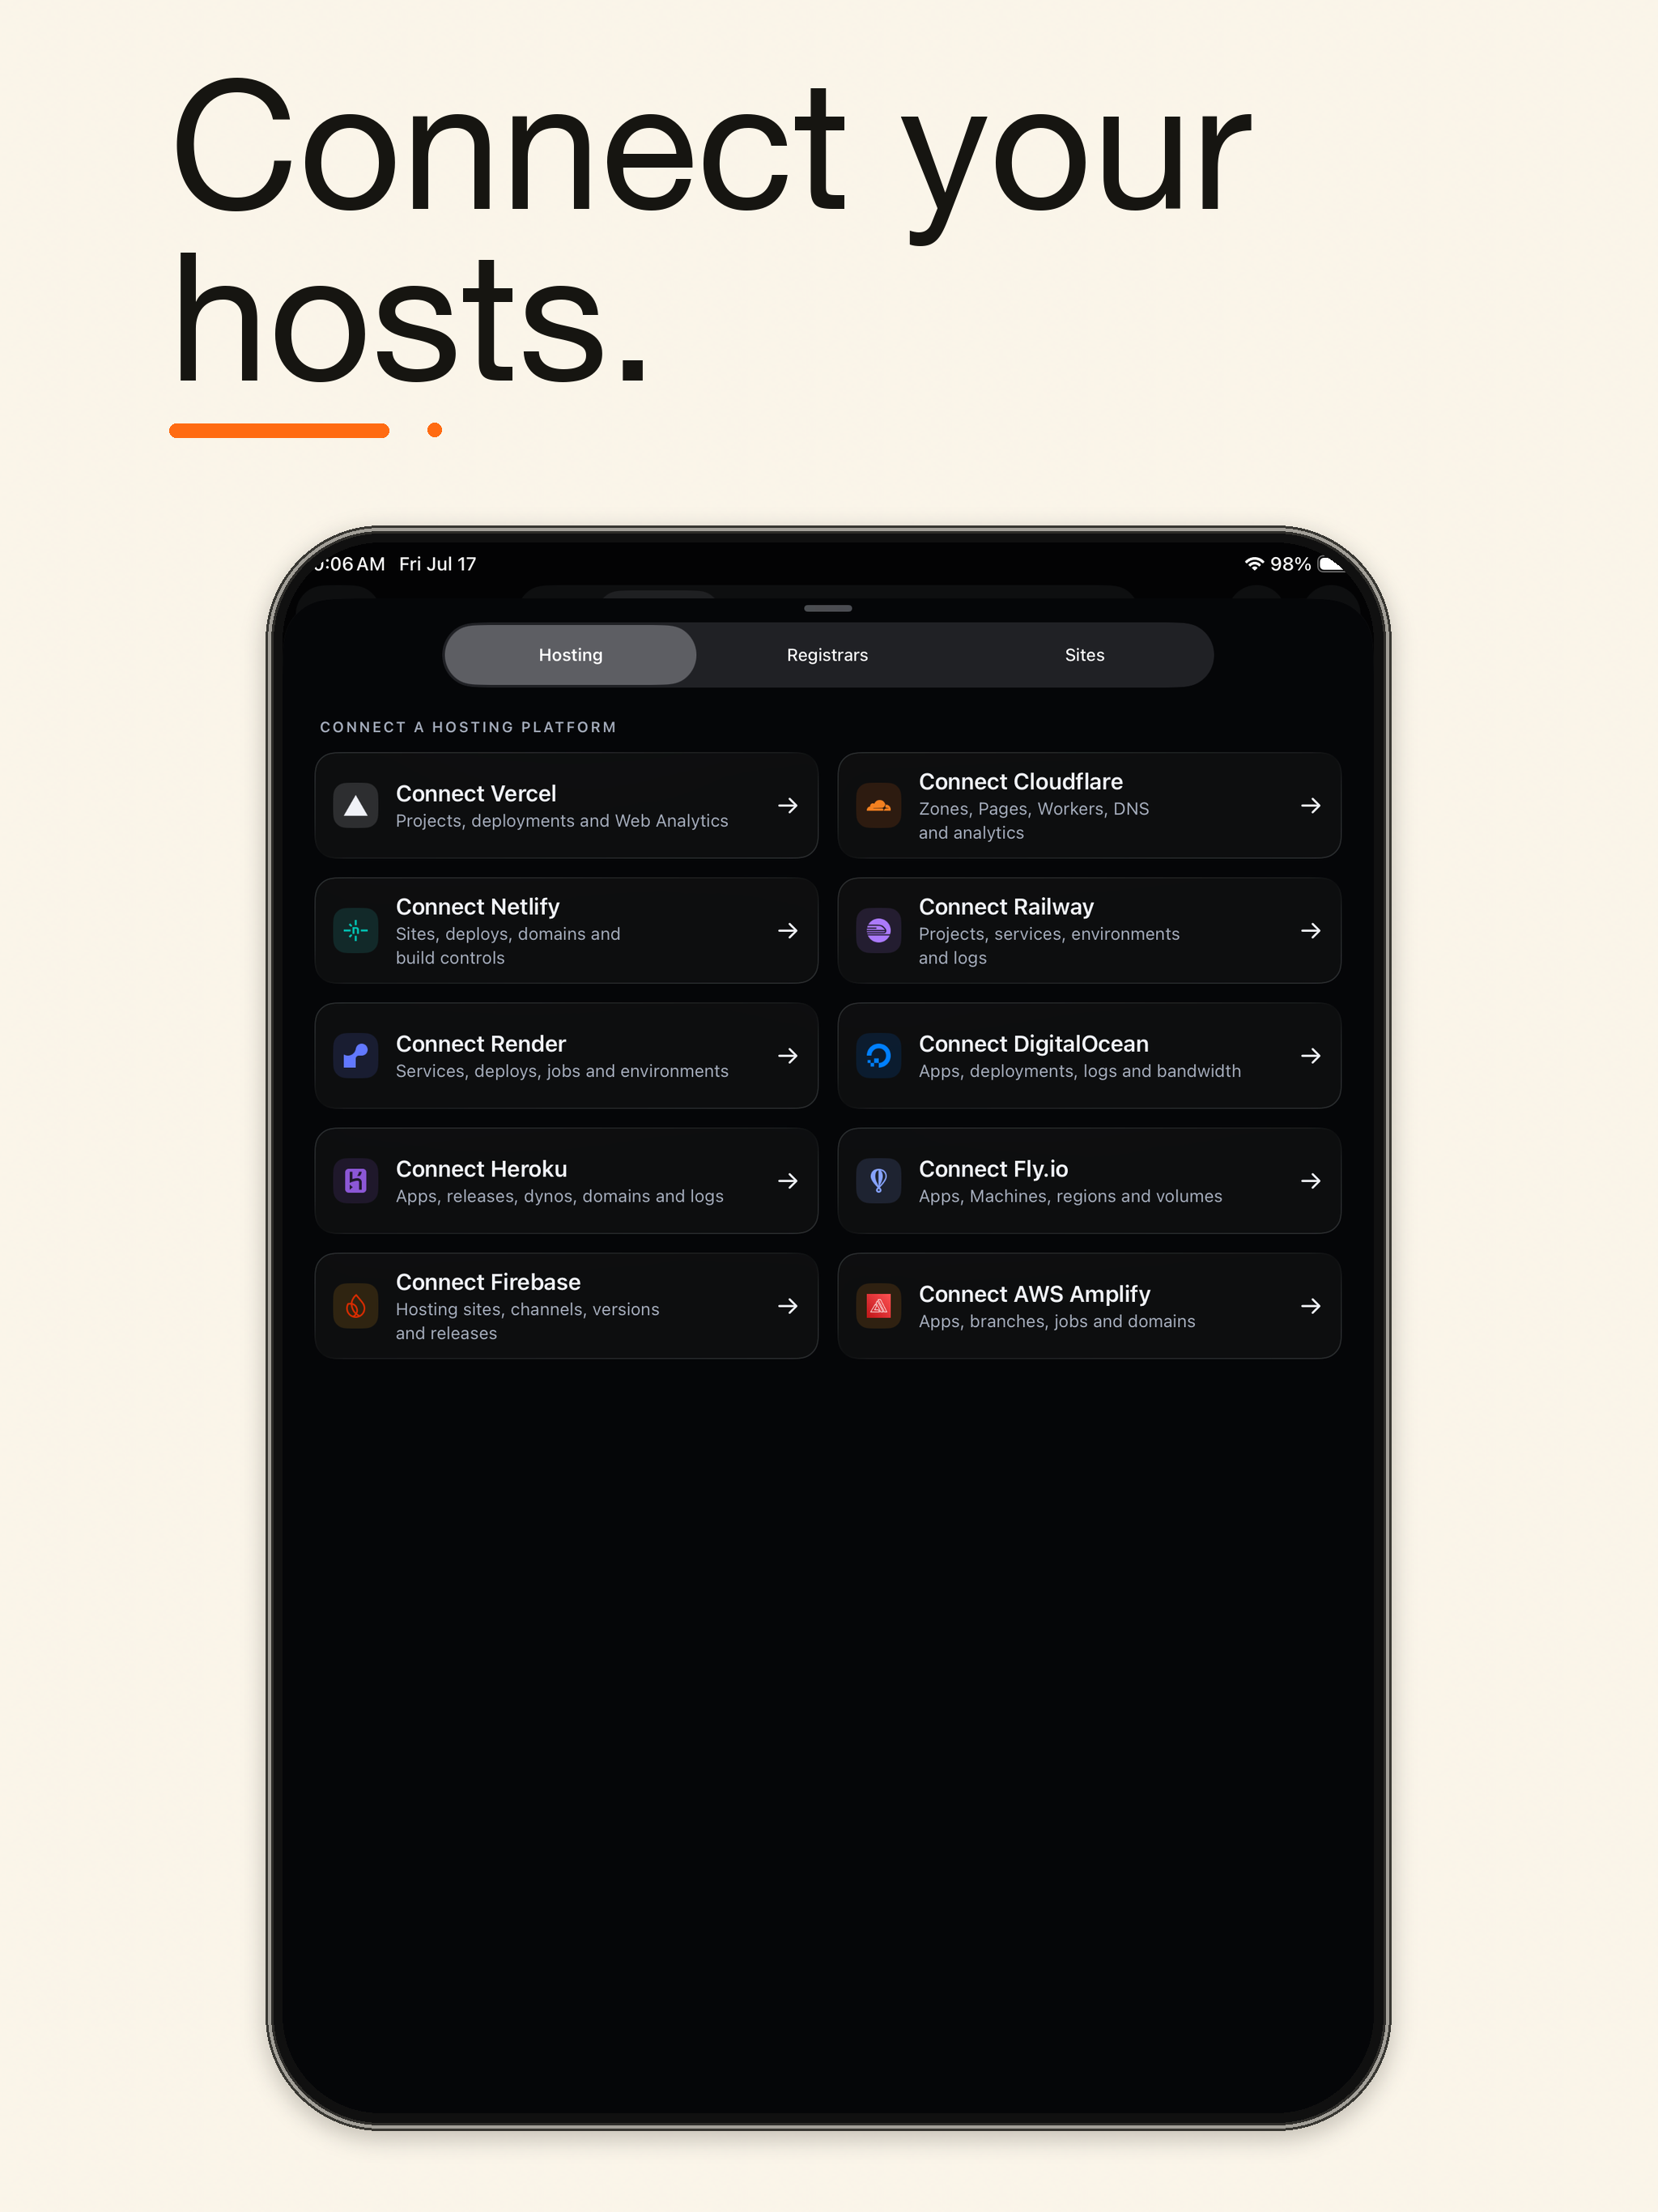 Connect your
hosts.
:06 AM Fri Jul 17
98%
Hosting
Registrars
Sites
CONNECT A HOSTING PLATFORM
Connect Vercel
Projects, deployments and Web Analytics
Connect Cloudflare
Zones, Pages, Workers, DNS
and analytics
Connect Netlify
Sites, deploys, domains and
build controls
Connect Railway
Projects, services, environments
and logs
Connect Render
Services, deploys, jobs and environments
Connect DigitalOcean
Apps, deployments, logs and bandwidth
Connect Heroku
Apps, releases, dynos, domains and logs
Connect Fly.io
Apps, Machines, regions and volumes
Connect Firebase
Hosting sites, channels, versions
and releases
Connect AWS Amplify
Apps, branches, jobs and domains